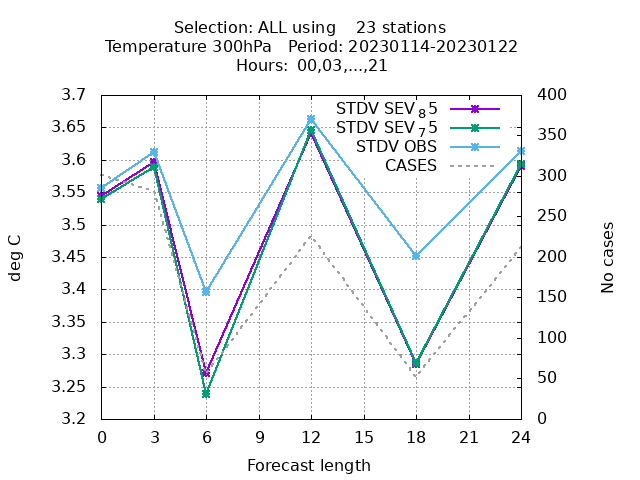 Selection: ALL using    23 stations
Temperature 300hPa   Period: 20230114-20230122
Hours: 00,03,...,21
STDV SEV₈5
STDV SEV₇5
STDV OBS
CASES
3.7
3.65
3.6
3.55
3.5
3.45
3.4
3.35
3.3
3.25
3.2
400
350
300
250
200
150
100
50
0
deg C
No cases
0 3 6 9 12 15 18 21 24
Forecast length